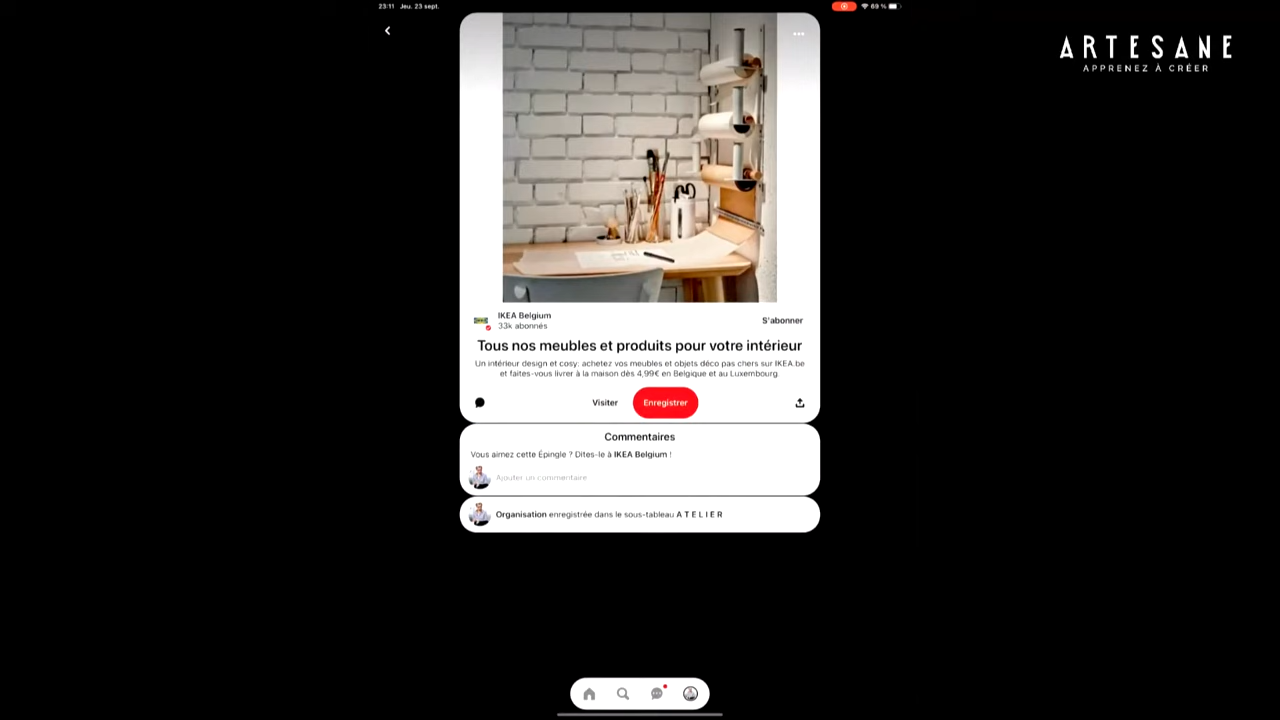 23:11 Jeu. 23 sept.
69 %
ARTESANE
APPRENEZ À CRÉER
IKEA Belgium
33k abonnés
S'abonner
Tous nos meubles et produits pour votre intérieur
Un intérieur design et cosy: achetez vos meubles et objets déco pas chers sur IKEA.be
et faites-vous livrer à la maison dès 4,99€ en Belgique et au Luxembourg.
Visiter
Enregistrer
Commentaires
Vous aimez cette Épingle ? Dites-le à IKEA Belgium !
Ajouter un commentaire
Organisation enregistrée dans le sous-tableau A T E L I E R